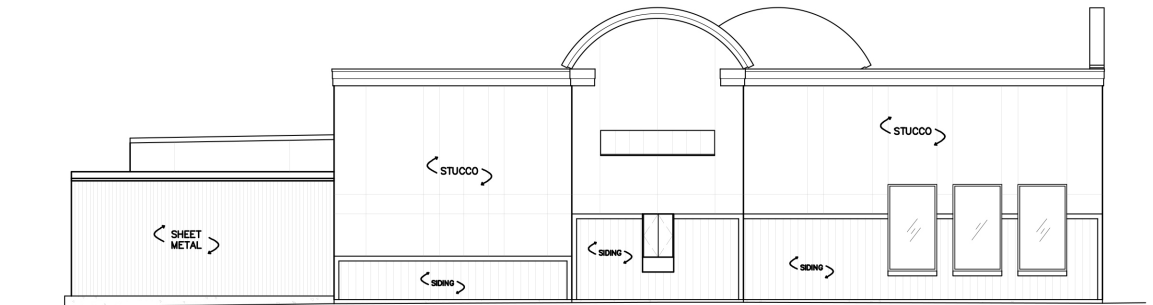 STUCCO
STUCCO
SHEET
METAL
SIDING
SIDING
SIDING